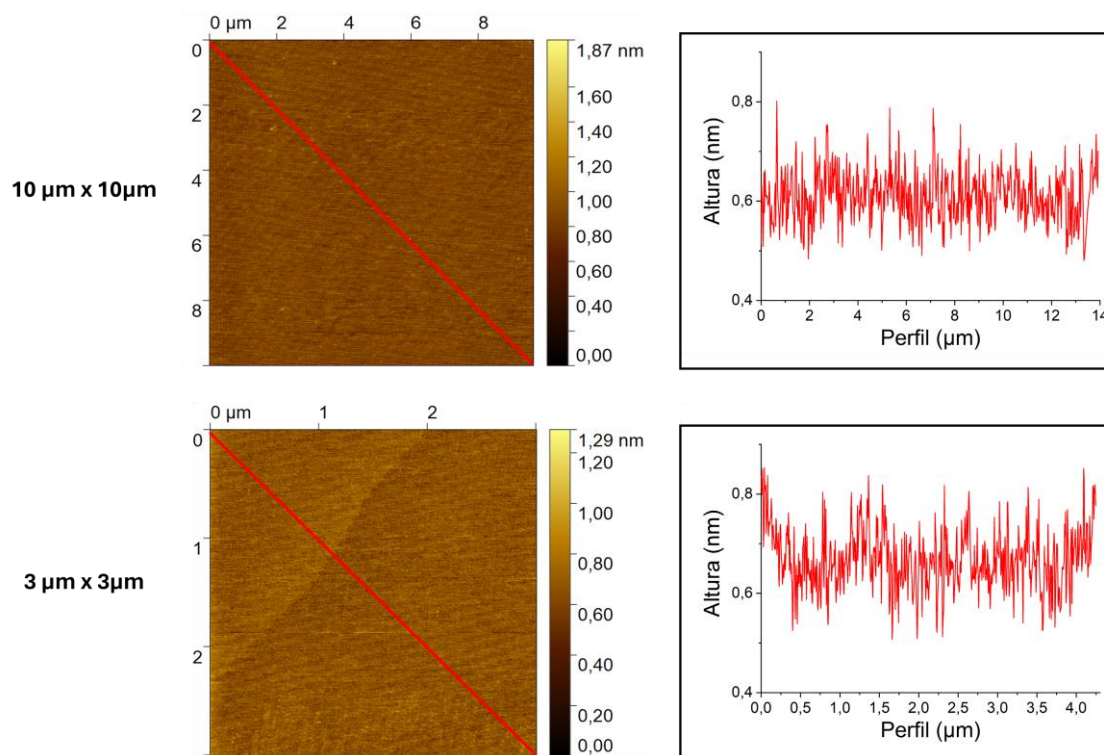 10 µm x 10µm
0 µm 2 4 6 8
0
2
4
6
8
1,87 nm
1,60
1,40
1,20
1,00
0,80
0,60
0,40
0,00
Altura (nm)
0,8
0,6
0,4
0 2 4 6 8 10 12 14
Perfil (µm)
3 µm x 3µm
0 µm 1 2
0
1
2
1,29 nm
1,20
1,00
0,80
0,60
0,40
0,20
0,00
Altura (nm)
0,8
0,6
0,4
0,0 0,5 1,0 1,5 2,0 2,5 3,0 3,5 4,0
Perfil (µm)